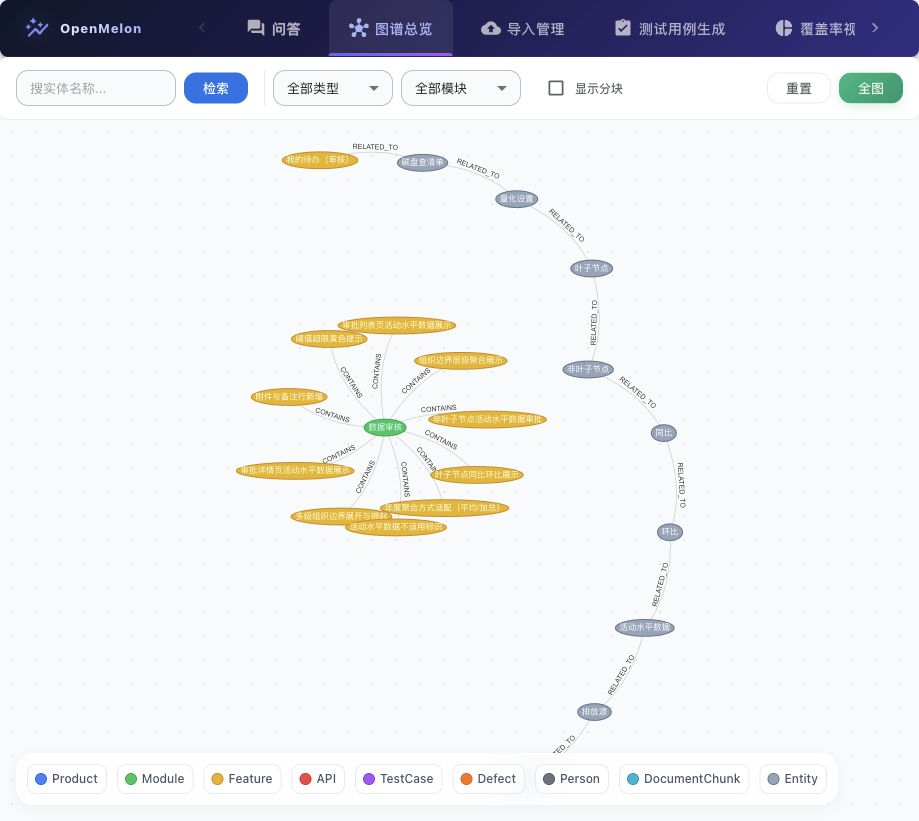 OpenMelon
问答
图谱总览
导入管理
测试用例生成
覆盖率视
搜实体名称...
检索
全部类型
全部模块
显示分块
重置
全图
我的待办（审核）
RELATED_TO
碳盘查清单
RELATED_TO
量化设置
RELATED_TO
叶子节点
RELATED_TO
非叶子节点
RELATED_TO
同比
RELATED_TO
环比
RELATED_TO
活动水平数据
RELATED_TO
排放源
ED_TO
审批列表页活动水平数据展示
阈值超限黄色提示
组织边界层级聚合展示
CONTAINS
CONTAINS
CONTAINS
附件与备注行新增
CONTAINS
CONTAINS
非叶子节点活动水平数据审批
数据审核
CONTAINS
CONTAINS
CONTAINS
审批详情页活动水平数据展示
叶子节点同比环比展示
CONTAINS
CONTAINS
年度聚合方式适配（平均/加总）
多级组织边界展开与缩起
活动水平数据不适用标识
Product
Module
Feature
API
TestCase
Defect
Person
DocumentChunk
Entity